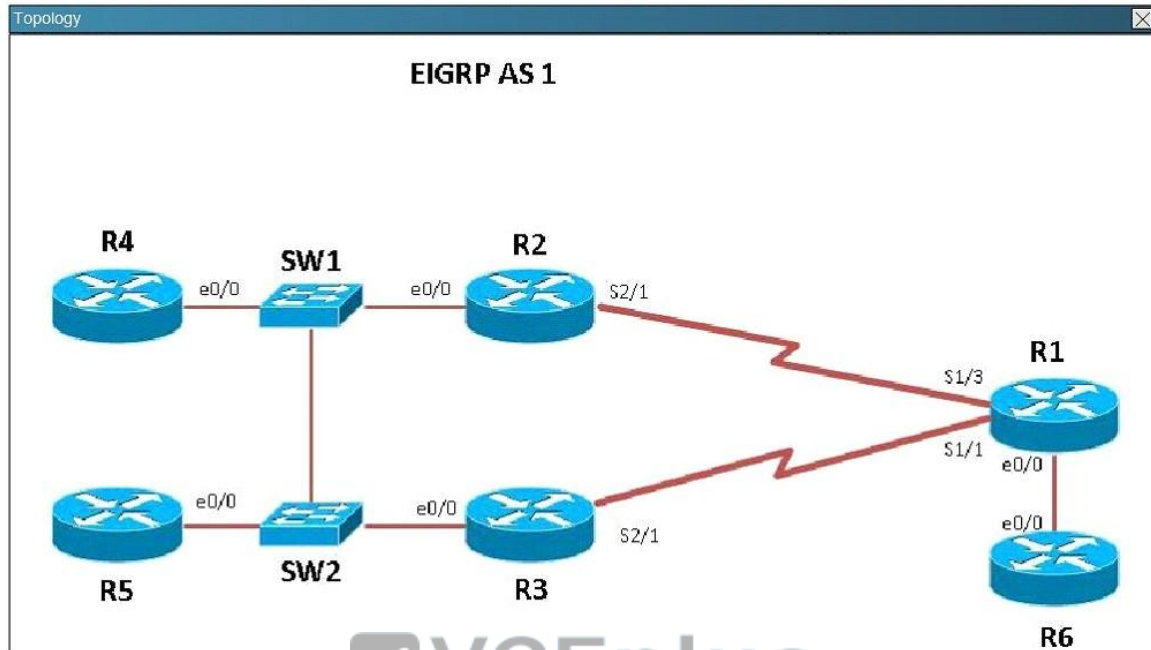 Topology
EIGRP AS 1
R4
SW1
R2
e0/0
e0/0
S2/1
R1
S1/3
S1/1
e0/0
e0/0
e0/0
e0/0
S2/1
R5
SW2
R3
R6
VCEplus